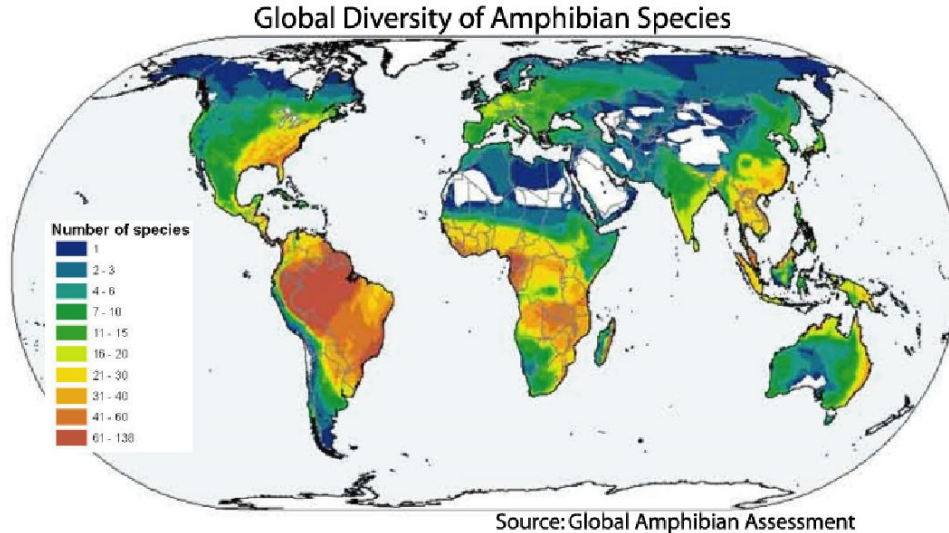 Global Diversity of Amphibian Species
Number of species
1
2 - 3
4 - 6
7 - 10
11 - 15
16 - 20
21 - 30
31 - 40
41 - 60
61 - 138
Source: Global Amphibian Assessment